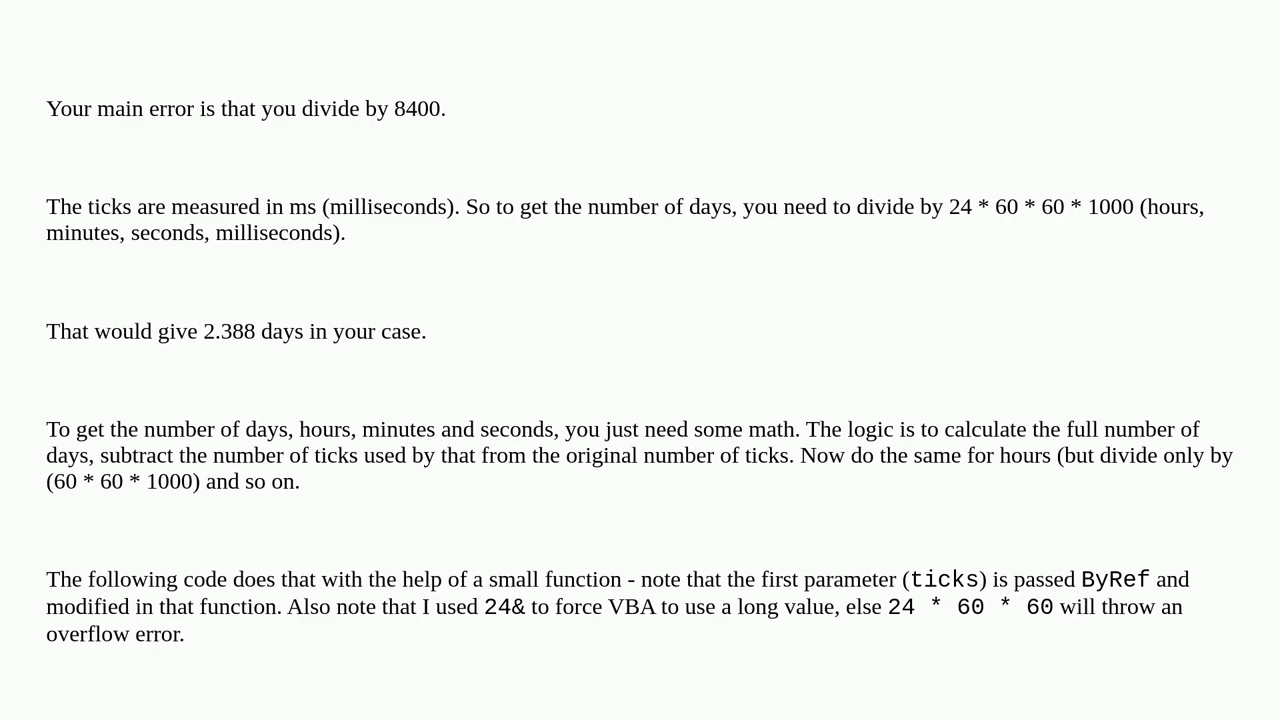 Your main error is that you divide by 8400.
The ticks are measured in ms (milliseconds). So to get the number of days, you need to divide by 24 * 60 * 60 * 1000 (hours,
minutes, seconds, milliseconds).
That would give 2.388 days in your case.
To get the number of days, hours, minutes and seconds, you just need some math. The logic is to calculate the full number of
days, subtract the number of ticks used by that from the original number of ticks. Now do the same for hours (but divide only by
(60 * 60 * 1000) and so on.
The following code does that with the help of a small function - note that the first parameter (ticks) is passed ByRef and
modified in that function. Also note that I used 24& to force VBA to use a long value, else 24 * 60 * 60 will throw an
overflow error.